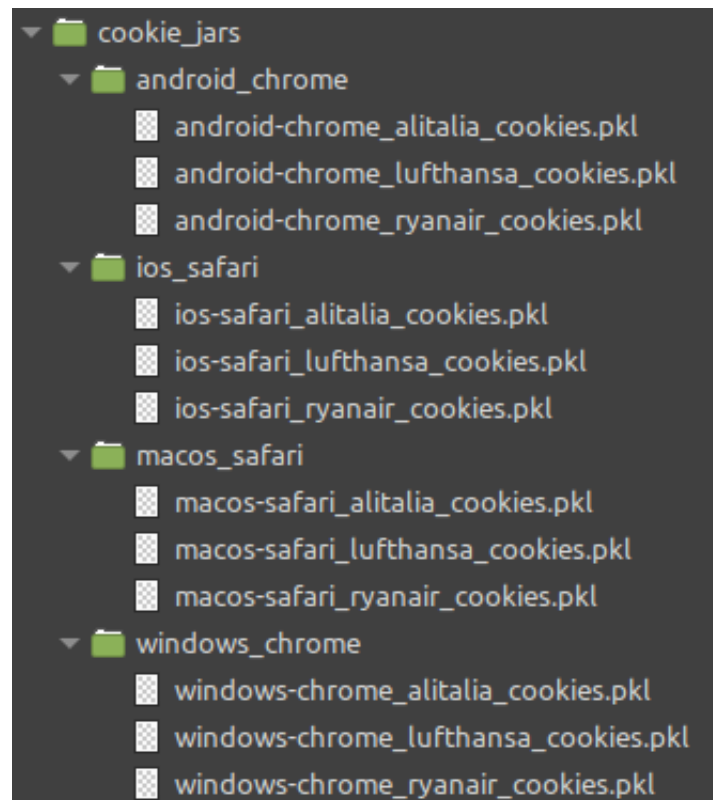 cookie_jars
android_chrome
android-chrome_alitalia_cookies.pkl
android-chrome_lufthansa_cookies.pkl
android-chrome_ryanair_cookies.pkl
ios_safari
ios-safari_alitalia_cookies.pkl
ios-safari_lufthansa_cookies.pkl
ios-safari_ryanair_cookies.pkl
macos_safari
macos-safari_alitalia_cookies.pkl
macos-safari_lufthansa_cookies.pkl
macos-safari_ryanair_cookies.pkl
windows_chrome
windows-chrome_alitalia_cookies.pkl
windows-chrome_lufthansa_cookies.pkl
windows-chrome_ryanair_cookies.pkl